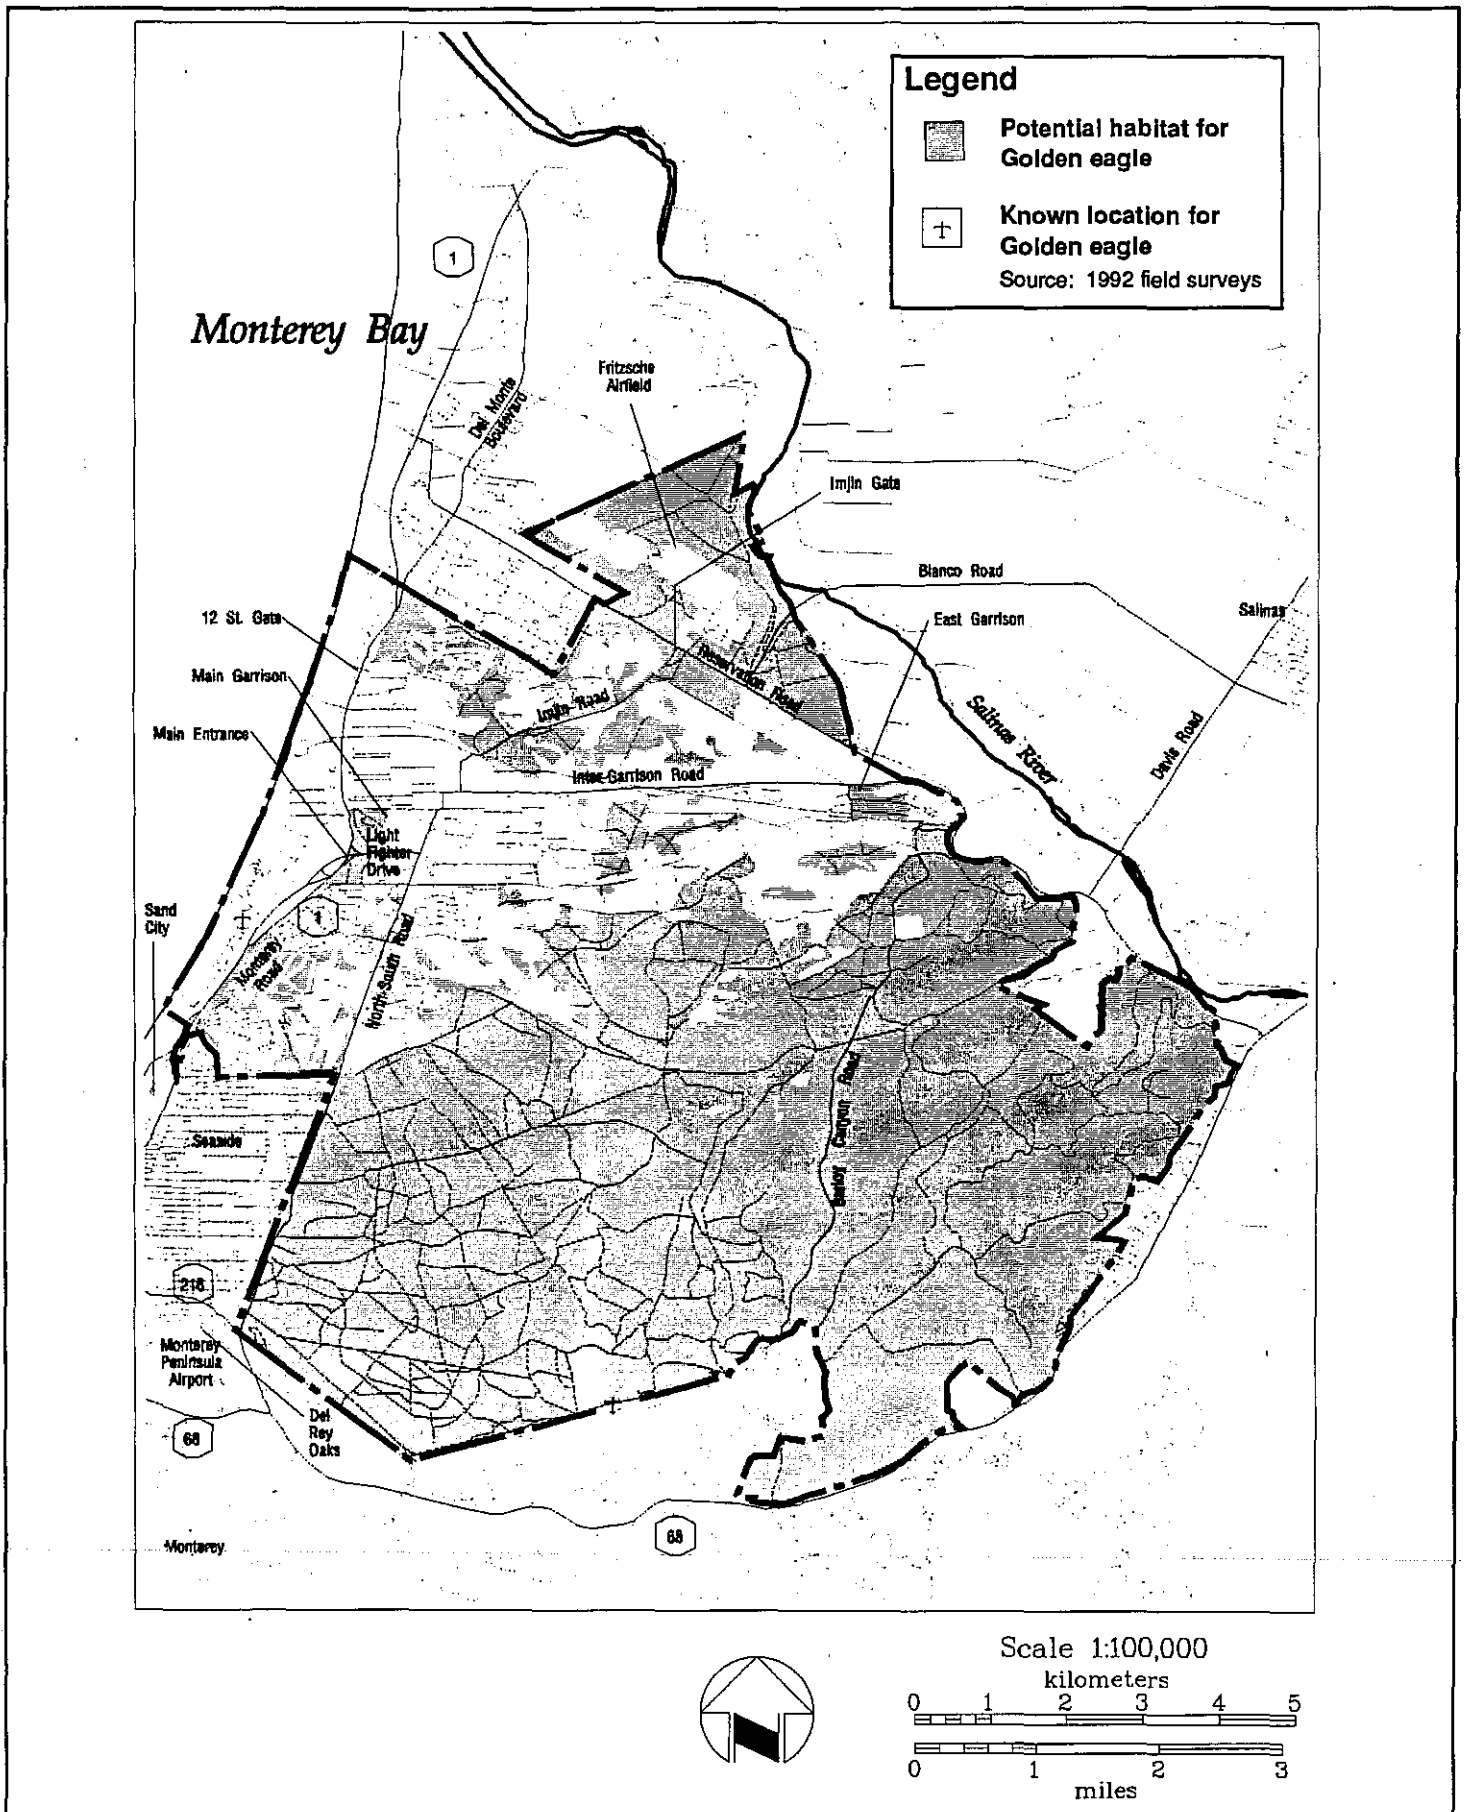 Legend
Potential habitat for
Golden eagle
Known location for
Golden eagle
Source: 1992 field surveys
1
Monterey Bay
Fritzsche
Airfield
Del Monte
Boulevard
Imjin Gate
Blanco Road
12 St. Gate
East Garrison
Salinas
Main Garrison
Reservation Road
Imjin Road
Salinas River
Main Entrance
Davis Road
Inter-Garrison Road
Light
Fighter
Drive
Sand
City
1
Monterey
Road
North-South Road
Barloy Canyon Road
Seaside
218
Monterey
Peninsula
Airport
Del
Rey
Oaks
68
68
Monterey
Scale 1:100,000
kilometers
0 1 2 3 4 5
0 1 2 3
miles